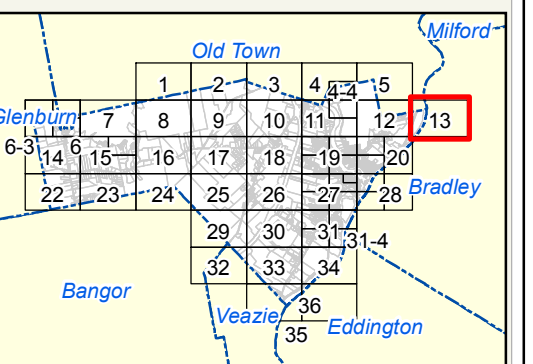 Milford
Old Town
1 2 3 4 4-4 5
Glenburn 7 8 9 10 11 12 13
6-3 14 6 15 16 17 18 19 20
22 23 24 25 26 27 28 Bradley
29 30 31 31-4
32 33 34
Bangor
Veazie 36 Eddington
35